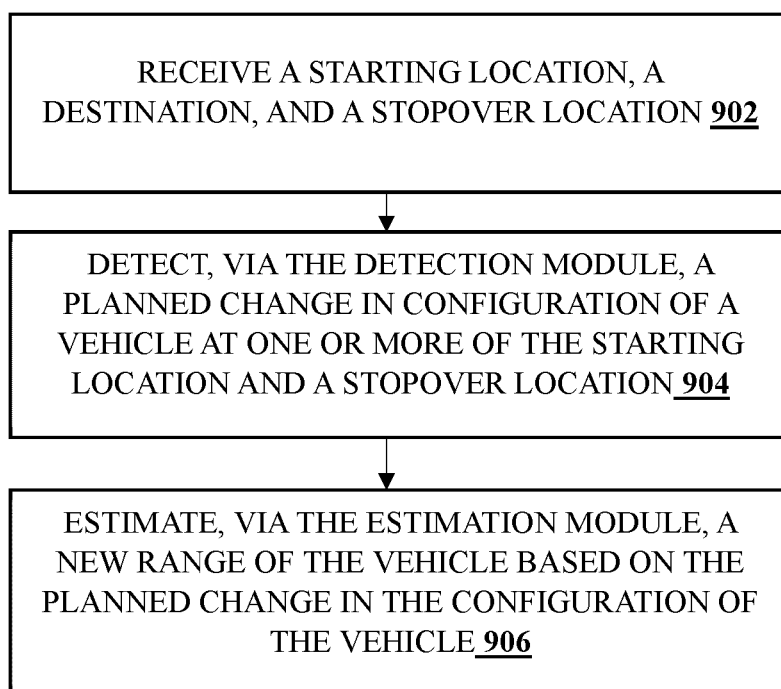 RECEIVE A STARTING LOCATION, A
DESTINATION, AND A STOPOVER LOCATION 902
DETECT, VIA THE DETECTION MODULE, A
PLANNED CHANGE IN CONFIGURATION OF A
VEHICLE AT ONE OR MORE OF THE STARTING
LOCATION AND A STOPOVER LOCATION 904
ESTIMATE, VIA THE ESTIMATION MODULE, A
NEW RANGE OF THE VEHICLE BASED ON THE
PLANNED CHANGE IN THE CONFIGURATION OF
THE VEHICLE 906